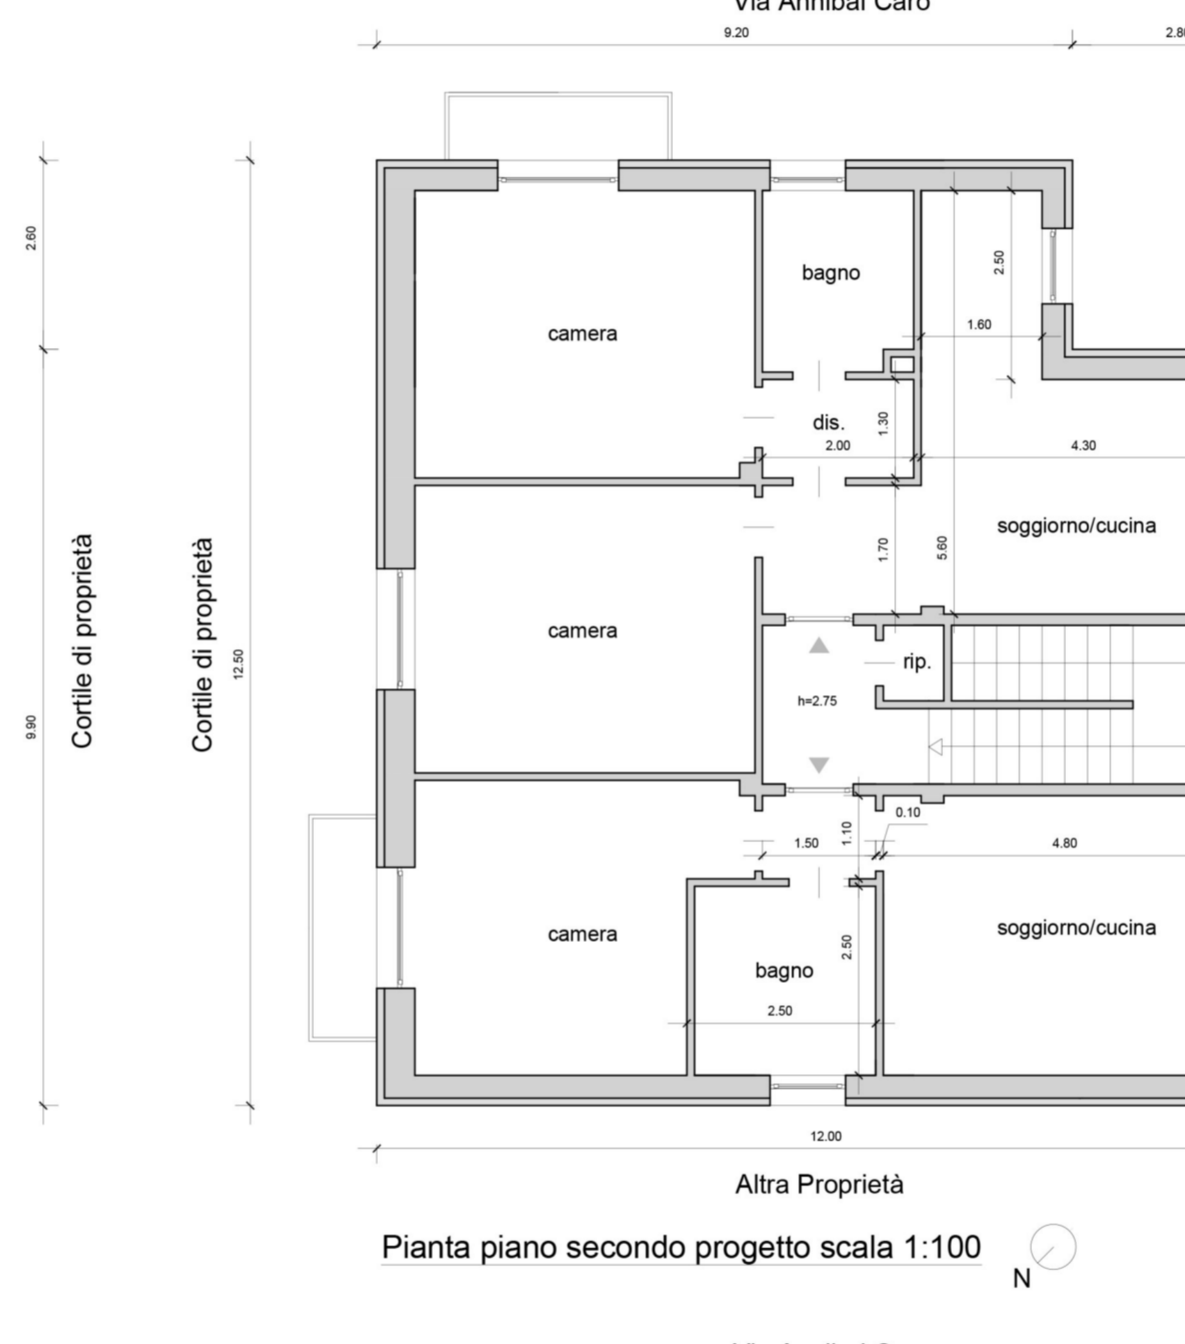 Via Annibal Caro
9.20
2.80
2.60
bagno
2.50
camera
1.60
dis.
1.30
2.00
4.30
soggiorno/cucina
1.70
5.60
Cortile di proprietà
Cortile di proprietà
12.50
9.90
camera
rip.
h=2.75
0.10
1.50
1.10
4.80
camera
soggiorno/cucina
2.50
bagno
2.50
12.00
Altra Proprietà
Pianta piano secondo progetto scala 1:100
N